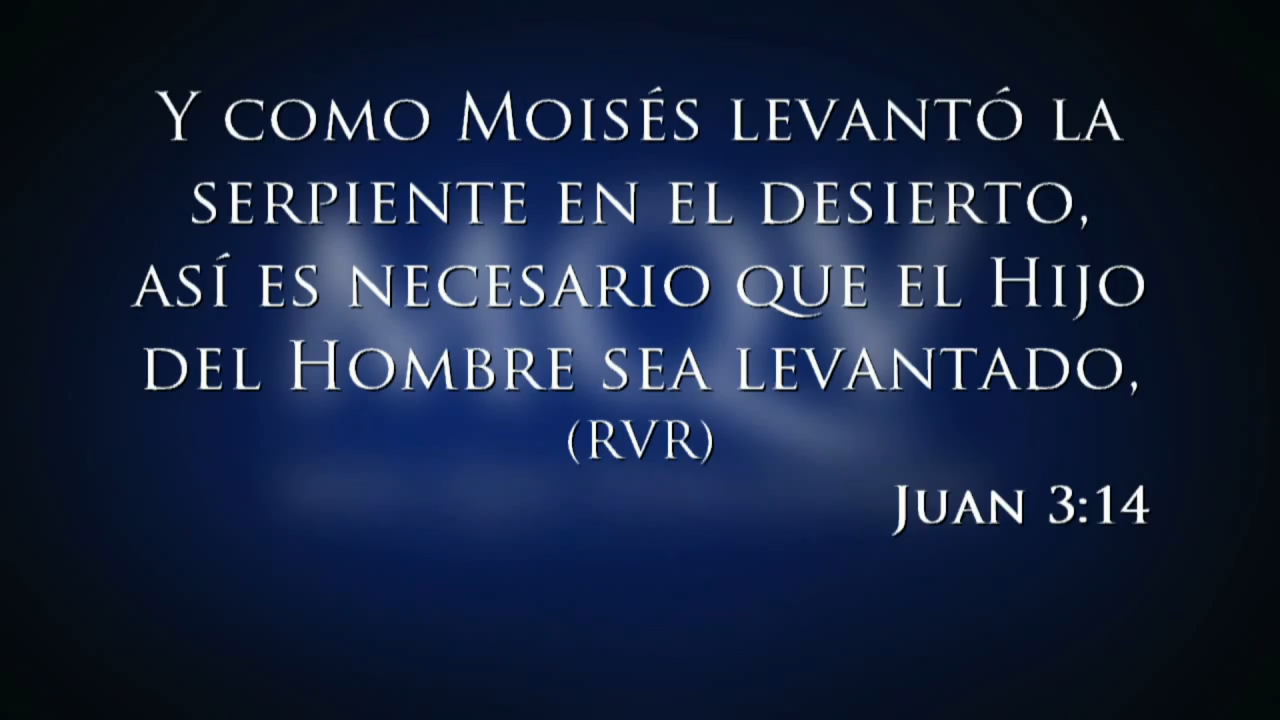 Y como Moisés levantó la
serpiente en el desierto,
así es necesario que el Hijo
del Hombre sea levantado,
(RVR)
Juan 3:14